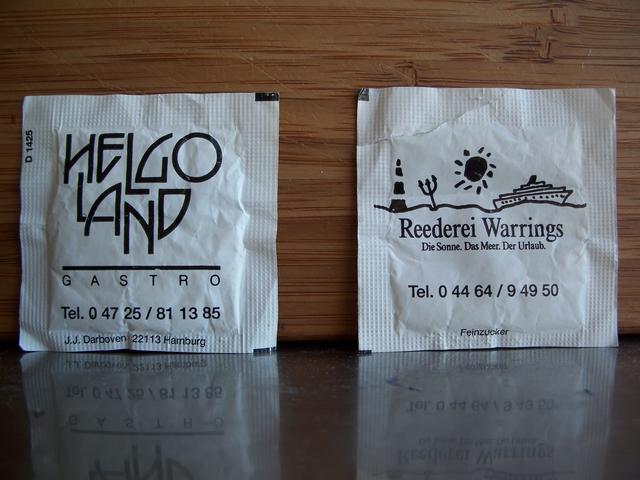 D 1425
HELGO
LAND
GASTRO
Tel. 0 47 25 / 81 13 85
J.J. Darboven 22113 Hamburg
Reederei Warrings
Die Sonne. Das Meer. Der Urlaub.
Tel. 0 44 64 / 9 49 50
Feinzucker